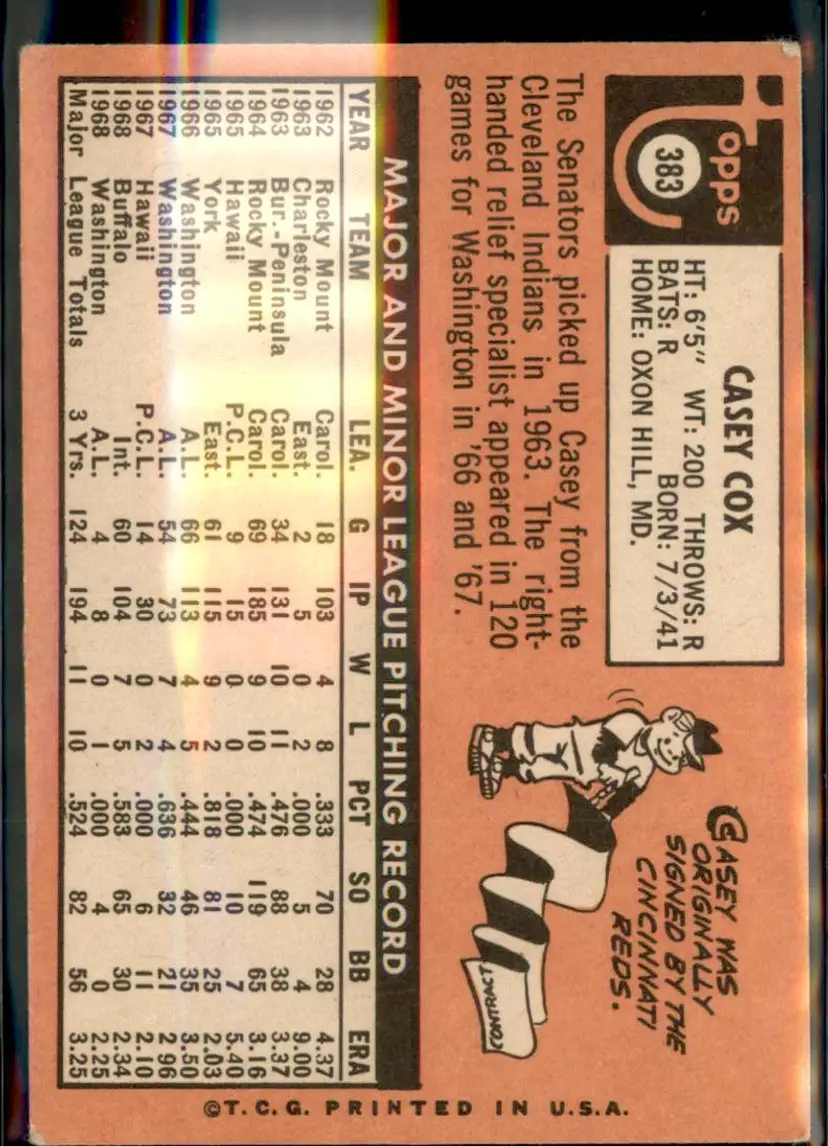 Topps
383
CASEY COX
HT: 6'5" WT: 200 THROWS: R
BATS: R BORN: 7/3/41
HOME: OXON HILL, MD.
The Senators picked up Casey from the
Cleveland Indians in 1963. The right-
handed relief specialist appeared in 120
games for Washington in '66 and '67.
CASEY WAS
ORIGINALLY
SIGNED BY THE
CINCINNATI
REDS.
CONTRACT
MAJOR AND MINOR LEAGUE PITCHING RECORD
YEAR TEAM LEA. G IP W L PCT SO BB ERA
1962 Rocky Mount Carol. 18 103 4 8 .333 70 28 4.37
1963 Charleston East. 2 5 0 2 .000 5 4 9.00
1963 Bur.-Peninsula Carol. 34 131 10 11 .476 88 38 3.37
1964 Rocky Mount Carol. 69 185 9 10 .474 119 65 3.16
1965 Hawaii P.C.L. 9 15 0 0 .000 10 7 5.40
1965 York East. 61 115 9 2 .818 81 25 2.03
1966 Washington A.L. 66 113 4 5 .444 46 35 3.50
1967 Washington A.L. 54 73 7 4 .636 32 21 2.96
1967 Hawaii P.C.L. 14 30 0 2 .000 6 11 2.10
1968 Buffalo Int. 60 104 7 5 .583 65 30 2.34
1968 Washington A.L. 4 8 0 1 .000 4 0 2.25
Major League Totals 3 Yrs. 124 194 11 10 .524 82 56 3.25
©T.C.G. PRINTED IN U.S.A.